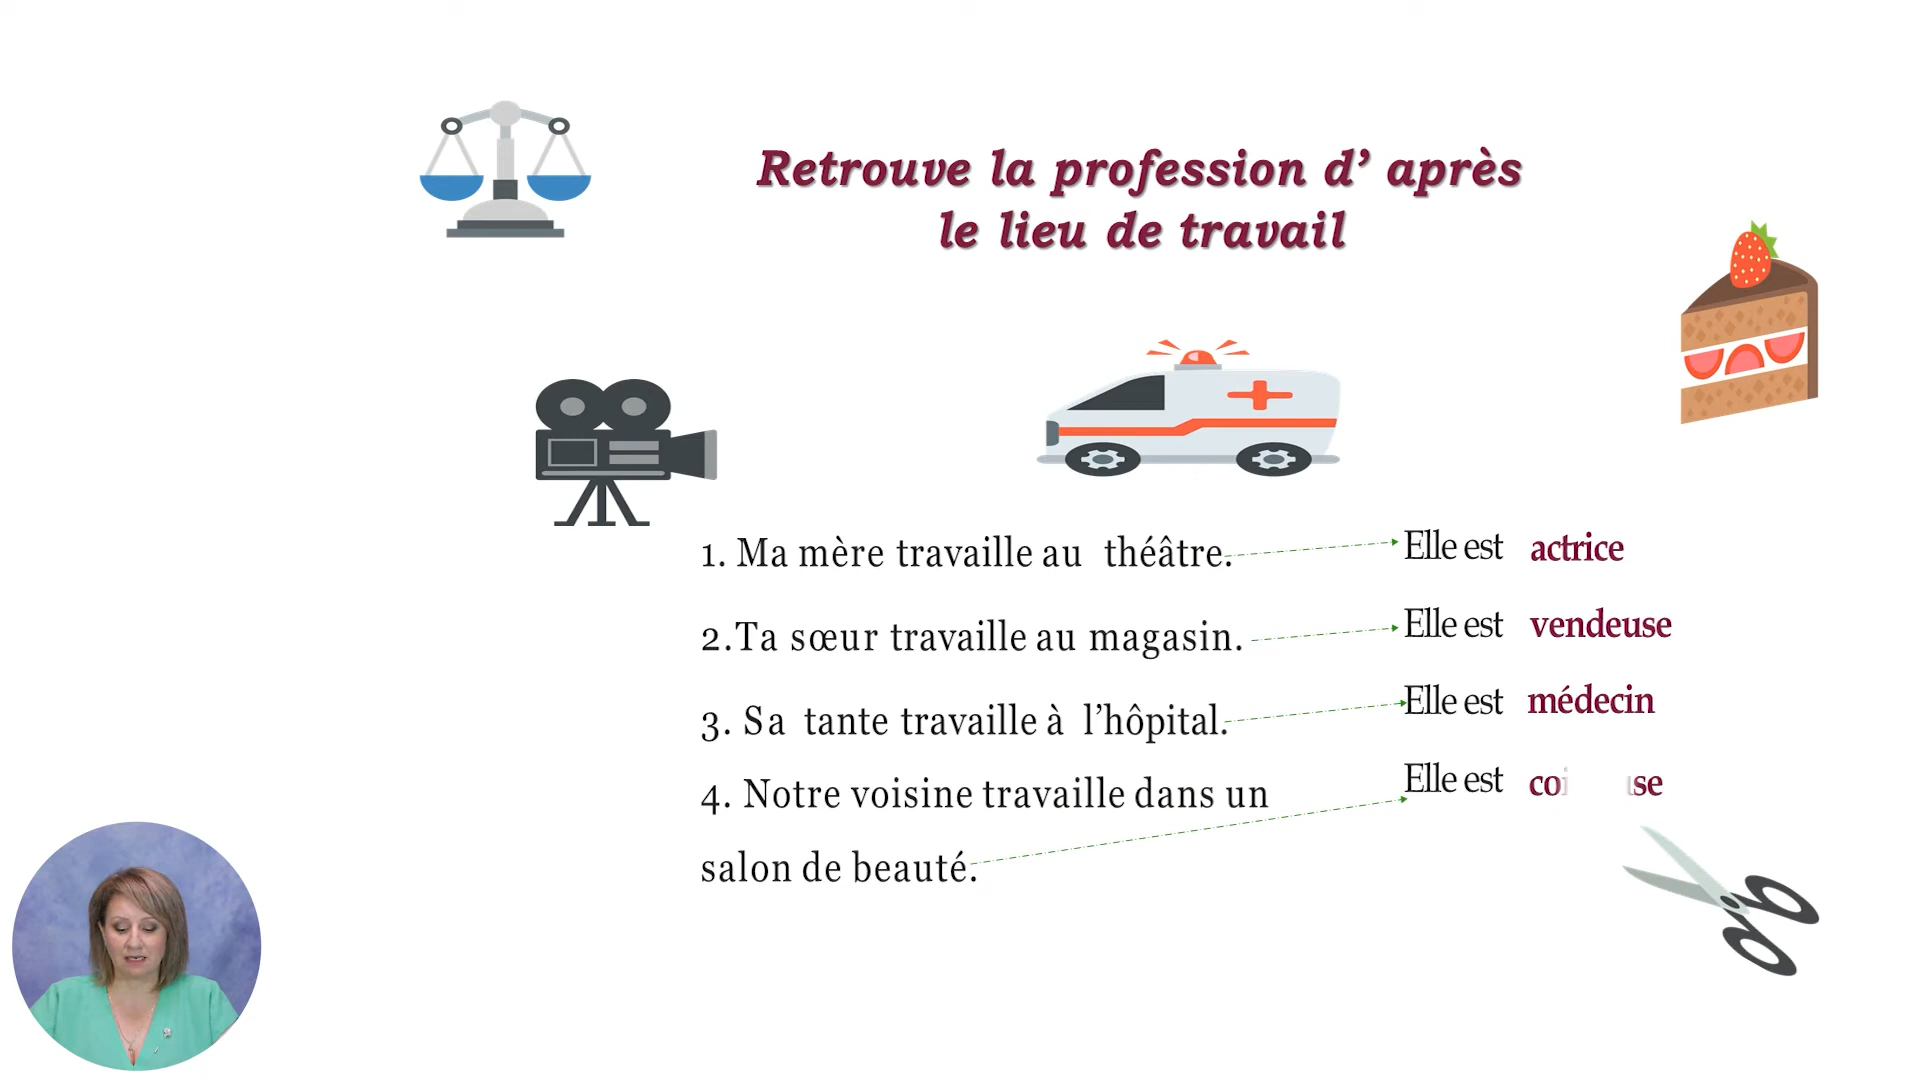 Retrouve la profession d’ après
le lieu de travail
1. Ma mère travaille au théâtre.
Elle est actrice
2.Ta sœur travaille au magasin.
Elle est vendeuse
3. Sa tante travaille à l’hôpital.
Elle est médecin
4. Notre voisine travaille dans un
salon de beauté.
Elle est